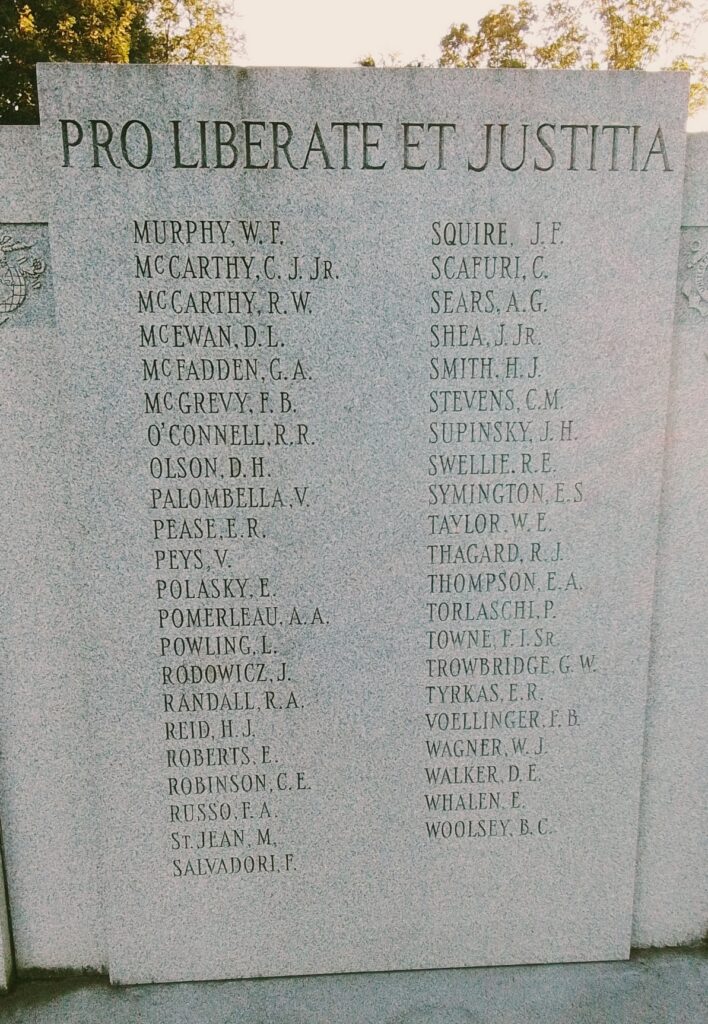 PRO LIBERATE ET JUSTITIA
MURPHY, W. F.
MCCARTHY, C. J. JR.
MCCARTHY, R. W.
MCEWAN, D. L.
MCFADDEN, G. A.
MCGREVY, F. B.
O'CONNELL, R. R.
OLSON, D. H.
PALOMBELLA, V.
PEASE, E. R.
PEYS, V.
POLASKY, E.
POMERLEAU, A. A.
POWLING, L.
RODOWICZ, J.
RANDALL, R. A.
REID, H. J.
ROBERTS, E.
ROBINSON, C. E.
RUSSO, F. A.
ST. JEAN, M,
SALVADORI, F.
SQUIRE, J. F.
SCAFURI, C.
SEARS, A. G.
SHEA, J. JR.
SMITH, H. J.
STEVENS, C. M.
SUPINSKY, J. H.
SWELLIE. R. E.
SYMINGTON, E. S
TAYLOR, W. E.
THAGARD, R. J.
THOMPSON, E. A.
TORLASCHI, P.
TOWNE, F. I. SR
TROWBRIDGE, G. W.
TYRKAS, E. R.
VOELLINGER, F. B.
WAGNER, W. J.
WALKER, D. E.
WHALEN, E.
WOOLSEY, B. C.